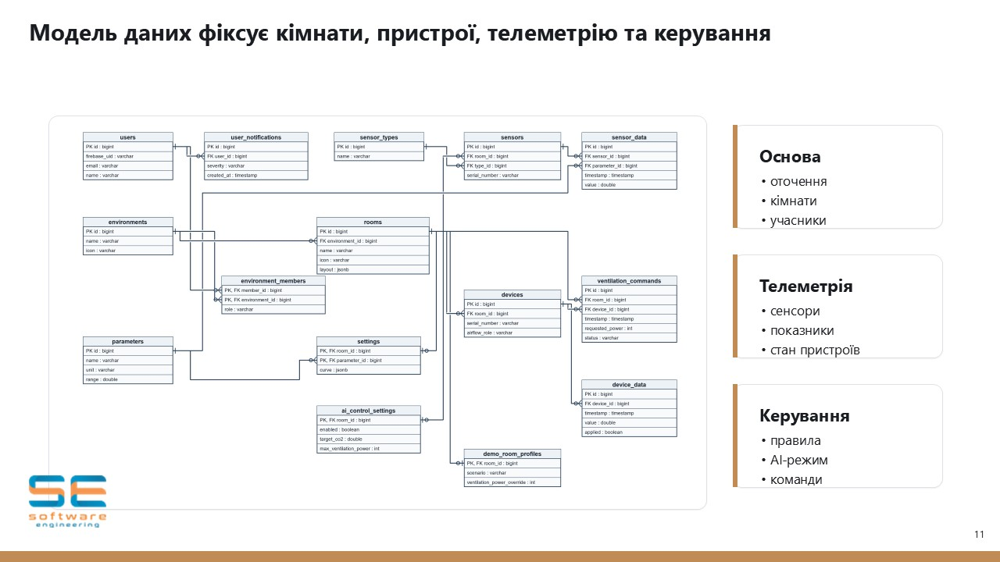 Модель даних фіксує кімнати, пристрої, телеметрію та керування
users
PK id : bigint
firebase_uid : varchar
email : varchar
name : varchar
user_notifications
PK id : bigint
FK user_id : bigint
severity : varchar
created_at : timestamp
sensor_types
PK id : bigint
name : varchar
sensors
PK id : bigint
FK room_id : bigint
FK type_id : bigint
serial_number : varchar
sensor_data
PK id : bigint
FK sensor_id : bigint
FK parameter_id : bigint
timestamp : timestamp
value : double
environments
PK id : bigint
name : varchar
icon : varchar
rooms
PK id : bigint
FK environment_id : bigint
name : varchar
icon : varchar
layout : jsonb
environment_members
PK, FK member_id : bigint
PK, FK environment_id : bigint
role : varchar
devices
PK id : bigint
FK room_id : bigint
serial_number : varchar
airflow_role : varchar
ventilation_commands
PK id : bigint
FK room_id : bigint
FK device_id : bigint
timestamp : timestamp
requested_power : int
status : varchar
parameters
PK id : bigint
name : varchar
unit : varchar
range : double
settings
PK, FK room_id : bigint
PK, FK parameter_id : bigint
curve : jsonb
ai_control_settings
PK, FK room_id : bigint
enabled : boolean
target_co2 : double
max_ventilation_power : int
device_data
PK id : bigint
FK device_id : bigint
timestamp : timestamp
value : double
applied : boolean
demo_room_profiles
PK, FK room_id : bigint
scenario : varchar
ventilation_power_override : int
Основа
• оточення
• кімнати
• учасники
Телеметрія
• сенсори
• показники
• стан пристроїв
Керування
• правила
• AI-режим
• команди
SE
software
engineering
11